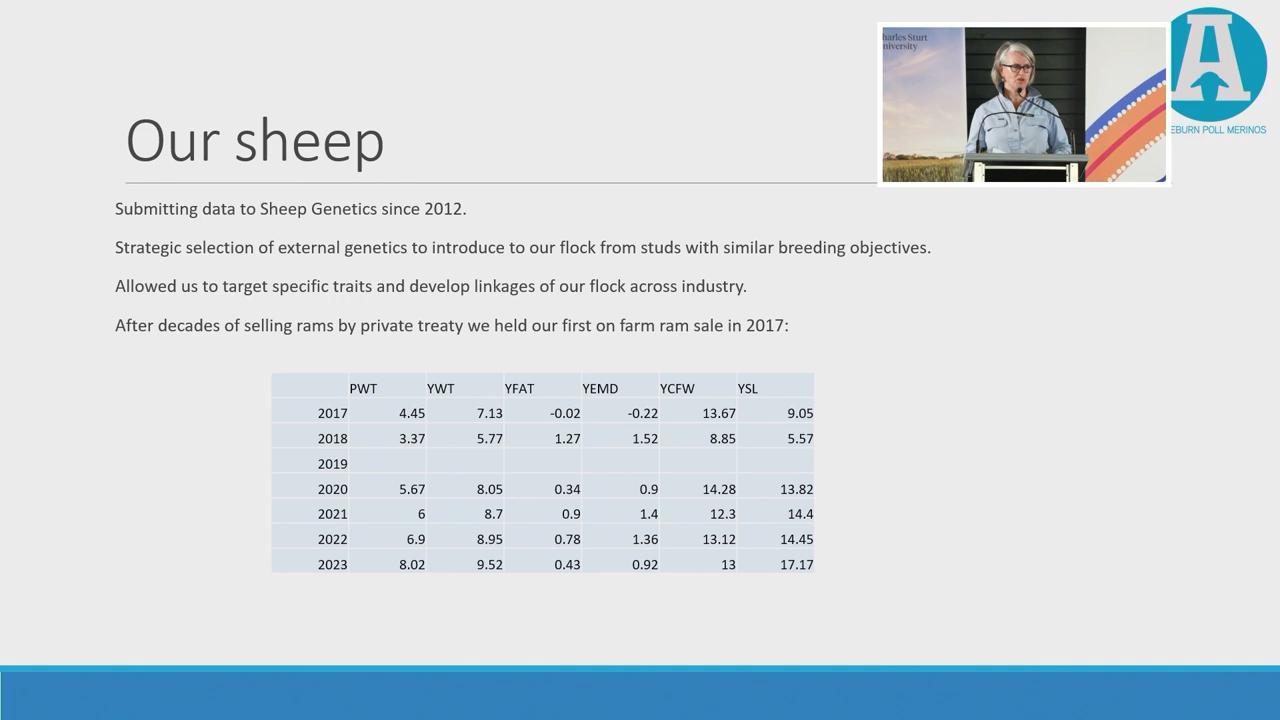 harles Sturt
niversity
EBURN POLL MERINOS
Our sheep
Submitting data to Sheep Genetics since 2012.
Strategic selection of external genetics to introduce to our flock from studs with similar breeding objectives.
Allowed us to target specific traits and develop linkages of our flock across industry.
After decades of selling rams by private treaty we held our first on farm ram sale in 2017:
PWT YWT YFAT YEMD YCFW YSL
2017 4.45 7.13 -0.02 -0.22 13.67 9.05
2018 3.37 5.77 1.27 1.52 8.85 5.57
2019
2020 5.67 8.05 0.34 0.9 14.28 13.82
2021 6 8.7 0.9 1.4 12.3 14.4
2022 6.9 8.95 0.78 1.36 13.12 14.45
2023 8.02 9.52 0.43 0.92 13 17.17